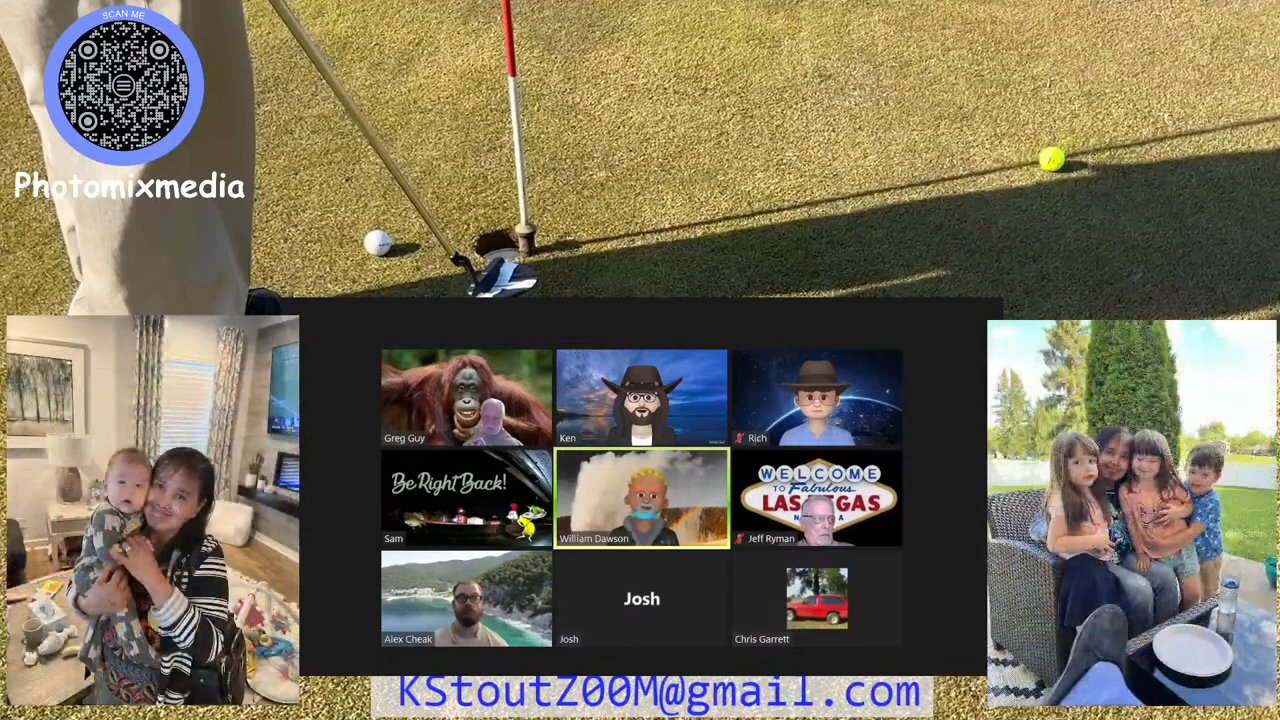 SCAN ME
Photomixmedia
Greg Guy
Ken
Rich
Be Right Back!
Sam
William Dawson
WELCOME
TO Fabulous
LAS VEGAS
Jeff Ryman
Alex Cheak
Josh
Josh
Chris Garrett
KStoutZ00M@gmail.com